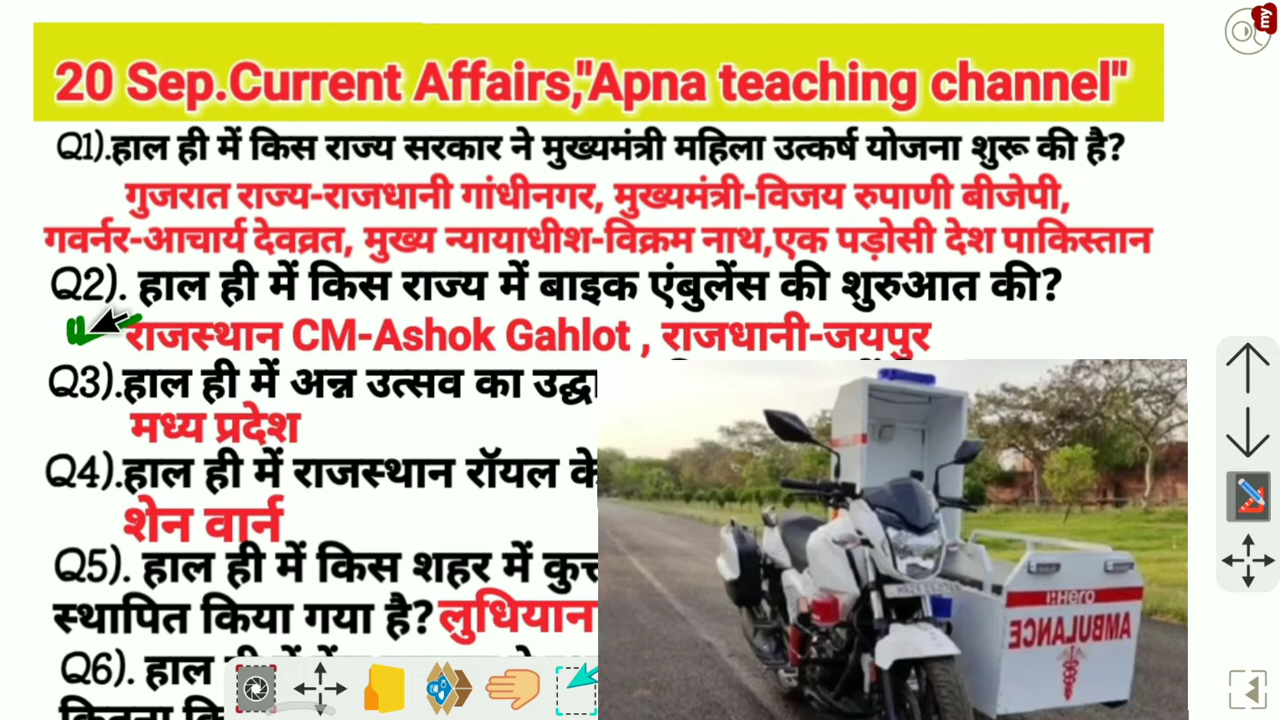 20 Sep.Current Affairs,"Apna teaching channel"
Q1).हाल ही में किस राज्य सरकार ने मुख्यमंत्री महिला उत्कर्ष योजना शुरू की है?
गुजरात राज्य-राजधानी गांधीनगर, मुख्यमंत्री-विजय रुपाणी बीजेपी,
गवर्नर-आचार्य देवव्रत, मुख्य न्यायाधीश-विक्रम नाथ,एक पड़ोसी देश पाकिस्तान
Q2). हाल ही में किस राज्य में बाइक एंबुलेंस की शुरुआत की?
राजस्थान CM-Ashok Gahlot , राजधानी-जयपुर
Q3).हाल ही में अन्न उत्सव का
मध्य प्रदेश
Q4).हाल ही में राजस्थान रॉयल
शेन वार्न
Q5). हाल ही में किस शहर में
स्थापित किया गया है? लुधियान
Q6). हाल
Hero
AMBULANCE
my